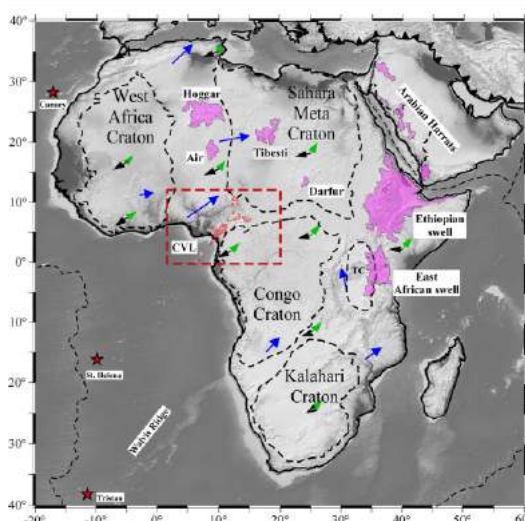 40°
30°
20°
10°
0°
-10°
-20°
-30°
40°
-20°
-10°
0°
10°
20°
30°
40°
50°
60°
Canary
West
Africa
Craton
Hoggar
Air
Tibesti
Sahara
Meta
Craton
Darfur
Arabian Harrats
Ethiopian
swell
East
African swell
TC
CVL
Congo
Craton
Kalahari
Craton
St. Helena
Walvis Ridge
Tristan